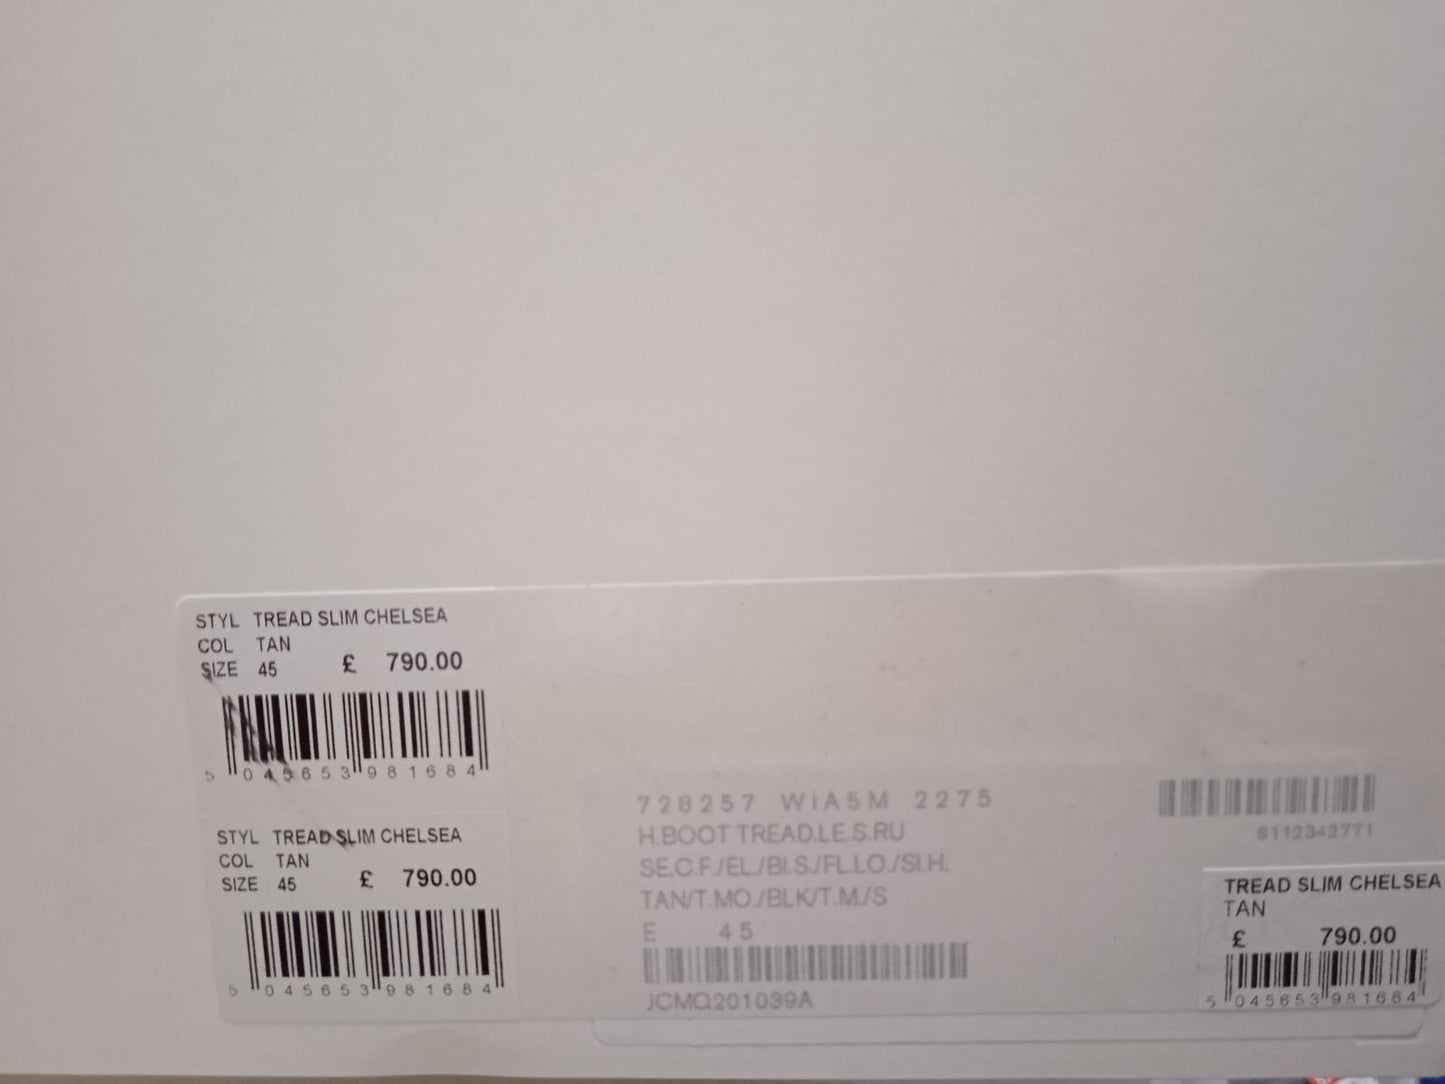 STYL TREAD SLIM CHELSEA
COL TAN
SIZE 45 £ 790.00
5 045653 981684
STYL TREAD SLIM CHELSEA
COL TAN
SIZE 45 £ 790.00
5 045653 981684
728257 WIA5M 2275
H.BOOT TREAD.LE.S.RU
SE.C.F./EL./BI.S./FL.LO./SI.H.
TAN/T.MO./BLK/T.M./S
E 45
JCMQ201039A
8112342771
TREAD SLIM CHELSEA
TAN
£ 790.00
5 045653 981684